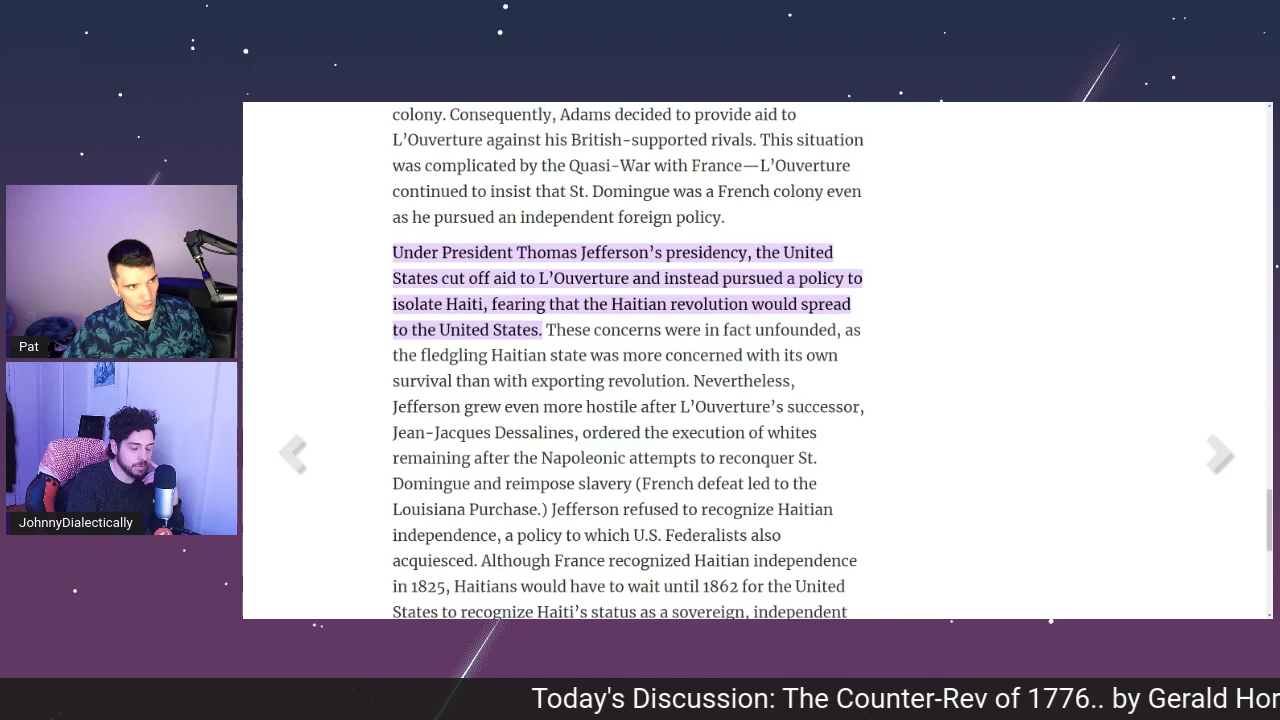 colony. Consequently, Adams decided to provide aid to
L’Ouverture against his British-supported rivals. This situation
was complicated by the Quasi-War with France—L’Ouverture
continued to insist that St. Domingue was a French colony even
as he pursued an independent foreign policy.
Under President Thomas Jefferson’s presidency, the United
States cut off aid to L’Ouverture and instead pursued a policy to
isolate Haiti, fearing that the Haitian revolution would spread
to the United States. These concerns were in fact unfounded, as
the fledgling Haitian state was more concerned with its own
survival than with exporting revolution. Nevertheless,
Jefferson grew even more hostile after L’Ouverture’s successor,
Jean-Jacques Dessalines, ordered the execution of whites
remaining after the Napoleonic attempts to reconquer St.
Domingue and reimpose slavery (French defeat led to the
Louisiana Purchase.) Jefferson refused to recognize Haitian
independence, a policy to which U.S. Federalists also
acquiesced. Although France recognized Haitian independence
in 1825, Haitians would have to wait until 1862 for the United
States to recognize Haiti’s status as a sovereign, independent
Pat
JohnnyDialectically
Today's Discussion: The Counter-Rev of 1776.. by Gerald Hor